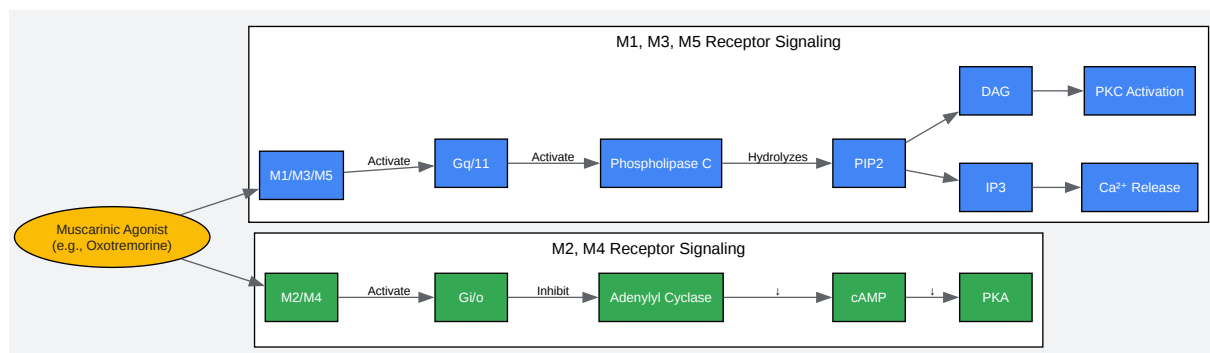 M1, M3, M5 Receptor Signaling
DAG
PKC Activation
M1/M3/M5
Activate
Gq/11
Activate
Phospholipase C
Hydrolyzes
PIP2
IP3
Ca²⁺ Release
Muscarinic Agonist
(e.g., Oxotremorine)
M2, M4 Receptor Signaling
M2/M4
Activate
Gi/o
Inhibit
Adenylyl Cyclase
↓
cAMP
↓
PKA